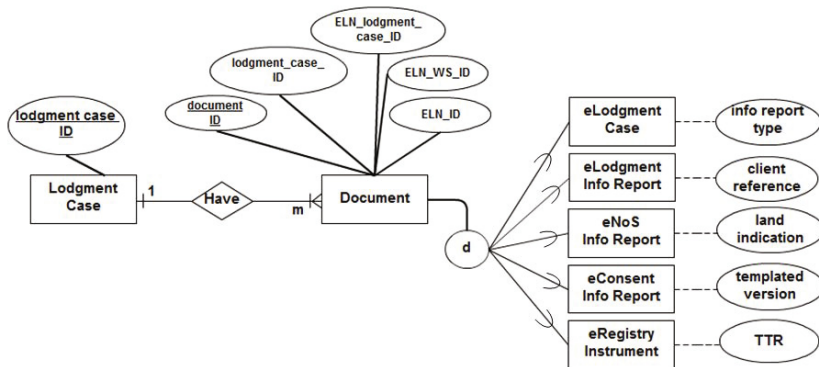 ELN_lodgment_
case_ID
lodgment_case_
ID
ELN_WS_ID
document
ID
ELN_ID
lodgment case
ID
Lodgment
Case
1
Have
m
Document
d
eLodgment
Case
info report
type
eLodgment
Info Report
client
reference
eNoS
Info Report
land
indication
eConsent
Info Report
templated
version
eRegistry
Instrument
TTR